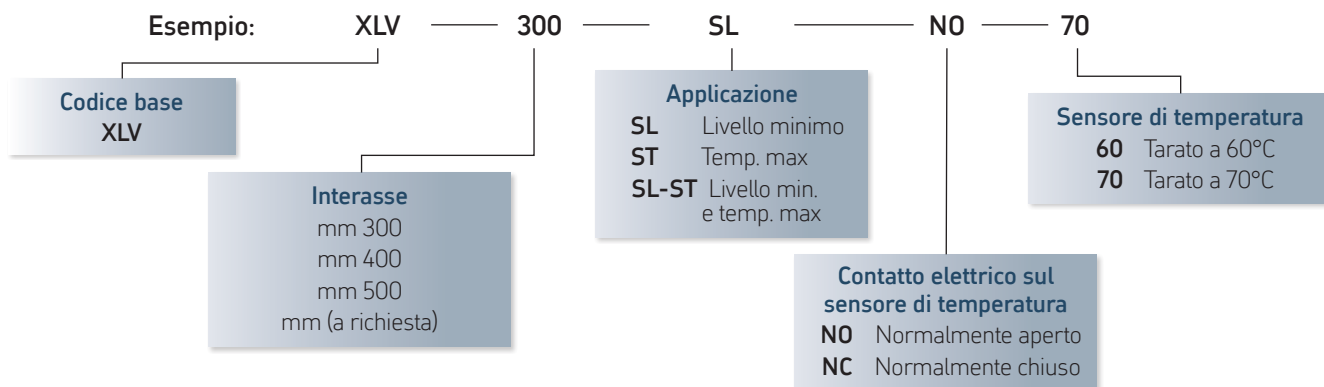 Esempio: XLV 300 SL NO 70
Codice base
XLV
Interasse
mm 300
mm 400
mm 500
mm (a richiesta)
Applicazione
SL Livello minimo
ST Temp. max
SL-ST Livello min.
e temp. max
Contatto elettrico sul
sensore di temperatura
NO Normalmente aperto
NC Normalmente chiuso
Sensore di temperatura
60 Tarato a 60°C
70 Tarato a 70°C